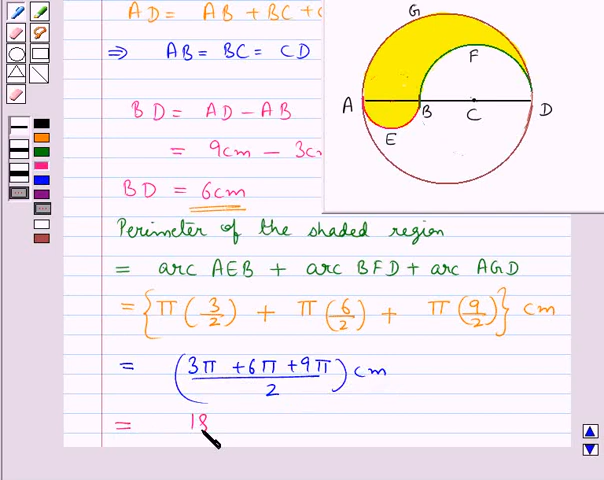 AD = AB + BC + C
⇒ AB = BC = CD
BD = AD − AB
= 9cm − 3c
BD = 6cm
Perimeter of the shaded region
= arc AEB + arc BFD + arc AGD
= {π(3/2) + π(6/2) + π(9/2)} cm
= (3π + 6π + 9π / 2) cm
= 18
G
F
A
B
C
D
E